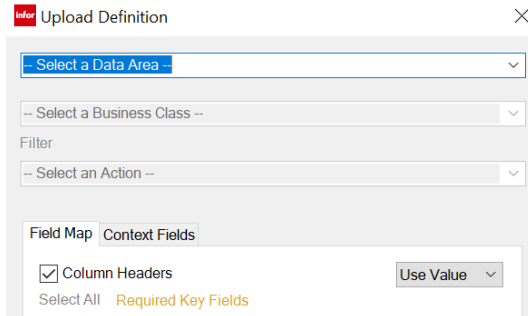 infor Upload Definition
-- Select a Data Area --
-- Select a Business Class --
Filter
-- Select an Action --
Field Map Context Fields
Column Headers Use Value
Select All Required Key Fields